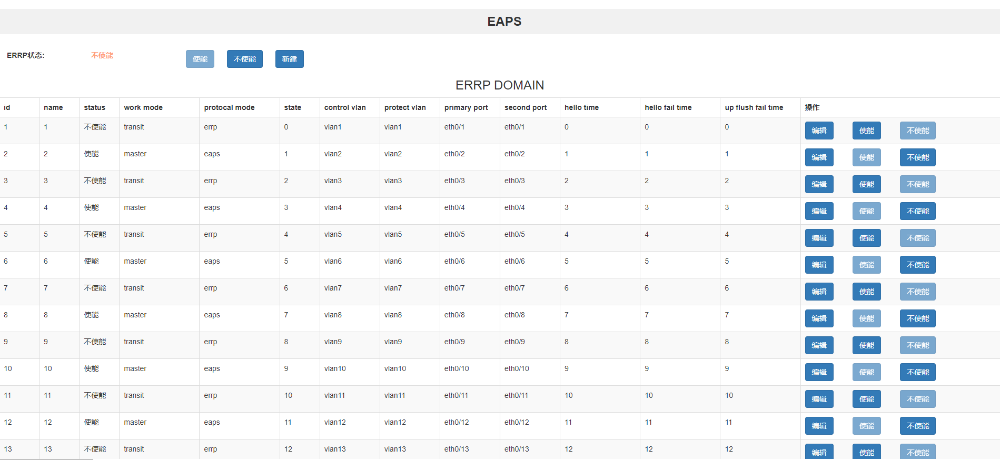 EAPS
ERRP状态: 不使能 使能 不使能 新建
ERRP DOMAIN
id name status work mode protocal mode state control vlan protect vlan primary port second port hello time hello fail time up flush fail time 操作
1 1 不使能 transit errp 0 vlan1 vlan1 eth0/1 eth0/1 0 0 0 编辑 使能 不使能
2 2 使能 master eaps 1 vlan2 vlan2 eth0/2 eth0/2 1 1 1 编辑 使能 不使能
3 3 不使能 transit errp 2 vlan3 vlan3 eth0/3 eth0/3 2 2 2 编辑 使能 不使能
4 4 使能 master eaps 3 vlan4 vlan4 eth0/4 eth0/4 3 3 3 编辑 使能 不使能
5 5 不使能 transit errp 4 vlan5 vlan5 eth0/5 eth0/5 4 4 4 编辑 使能 不使能
6 6 使能 master eaps 5 vlan6 vlan6 eth0/6 eth0/6 5 5 5 编辑 使能 不使能
7 7 不使能 transit errp 6 vlan7 vlan7 eth0/7 eth0/7 6 6 6 编辑 使能 不使能
8 8 使能 master eaps 7 vlan8 vlan8 eth0/8 eth0/8 7 7 7 编辑 使能 不使能
9 9 不使能 transit errp 8 vlan9 vlan9 eth0/9 eth0/9 8 8 8 编辑 使能 不使能
10 10 使能 master eaps 9 vlan10 vlan10 eth0/10 eth0/10 9 9 9 编辑 使能 不使能
11 11 不使能 transit errp 10 vlan11 vlan11 eth0/11 eth0/11 10 10 10 编辑 使能 不使能
12 12 使能 master eaps 11 vlan12 vlan12 eth0/12 eth0/12 11 11 11 编辑 使能 不使能
13 13 不使能 transit errp 12 vlan13 vlan13 eth0/13 eth0/13 12 12 12 编辑 使能 不使能